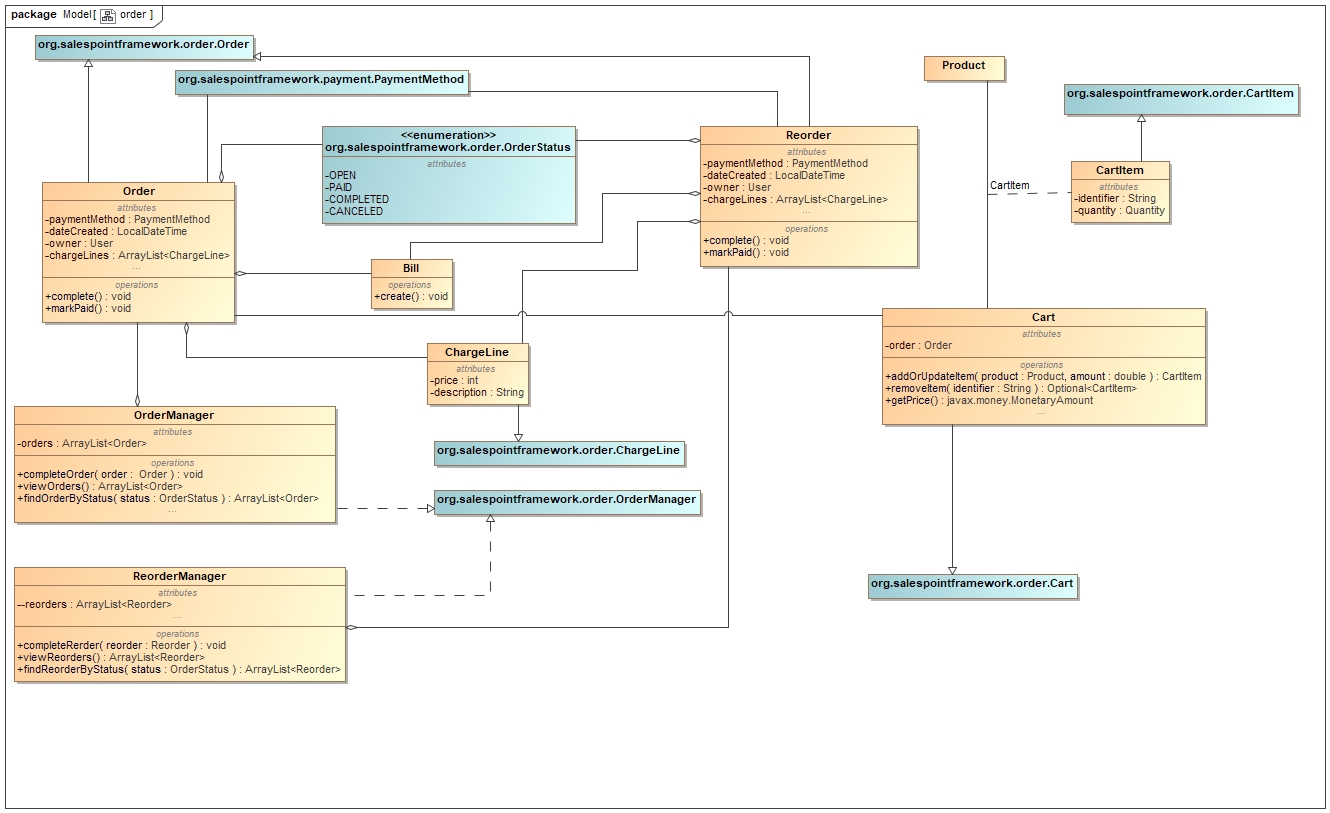 package Model[ order ]
org.salespointframework.order.Order
org.salespointframework.payment.PaymentMethod
Product
org.salespointframework.order.CartItem
<<enumeration>>
org.salespointframework.order.OrderStatus
attributes
-OPEN
-PAID
-COMPLETED
-CANCELED
Reorder
attributes
-paymentMethod : PaymentMethod
-dateCreated : LocalDateTime
-owner : User
-chargeLines : ArrayList<ChargeLine>
...
operations
+complete() : void
+markPaid() : void
CartItem
CartItem
attributes
-identifier : String
-quantity : Quantity
Order
attributes
-paymentMethod : PaymentMethod
-dateCreated : LocalDateTime
-owner : User
-chargeLines : ArrayList<ChargeLine>
...
operations
+complete() : void
+markPaid() : void
Bill
operations
+create() : void
Cart
attributes
-order : Order
operations
+addOrUpdateItem( product : Product, amount : double ) : CartItem
+removeItem( identifier : String ) : Optional<CartItem>
+getPrice() : javax.money.MonetaryAmount
...
ChargeLine
attributes
-price : int
-description : String
OrderManager
attributes
-orders : ArrayList<Order>
operations
+completeOrder( order : Order ) : void
+viewOrders() : ArrayList<Order>
+findOrderByStatus( status : OrderStatus ) : ArrayList<Order>
...
org.salespointframework.order.ChargeLine
org.salespointframework.order.OrderManager
ReorderManager
attributes
--reorders : ArrayList<Reorder>
...
operations
+completeRerder( reorder : Reorder ) : void
+viewReorders() : ArrayList<Reorder>
+findReorderByStatus( status : OrderStatus ) : ArrayList<Reorder>
org.salespointframework.order.Cart